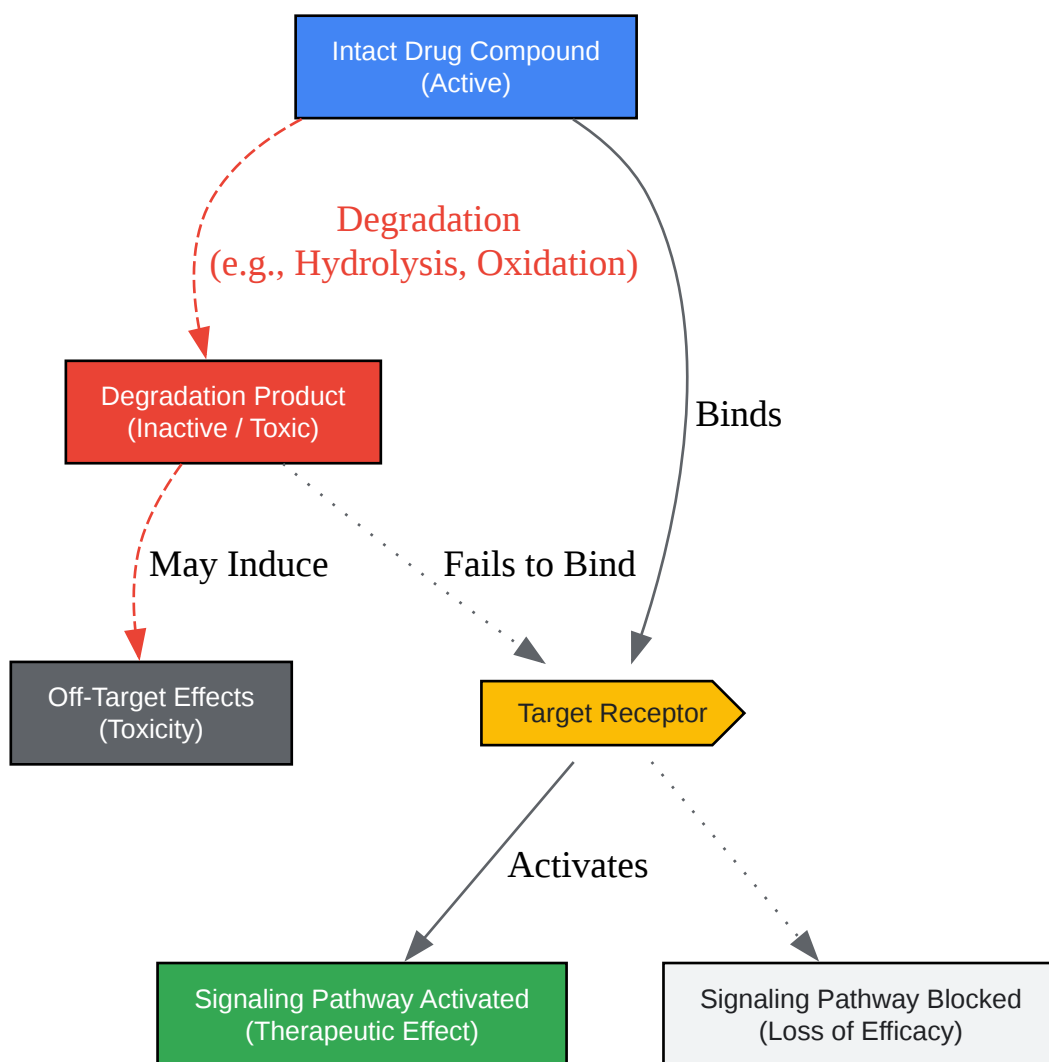 Intact Drug Compound
(Active)
Degradation
(e.g., Hydrolysis, Oxidation)
Degradation Product
(Inactive / Toxic)
Binds
May Induce
Fails to Bind
Off-Target Effects
(Toxicity)
Target Receptor
Activates
Signaling Pathway Activated
(Therapeutic Effect)
Signaling Pathway Blocked
(Loss of Efficacy)